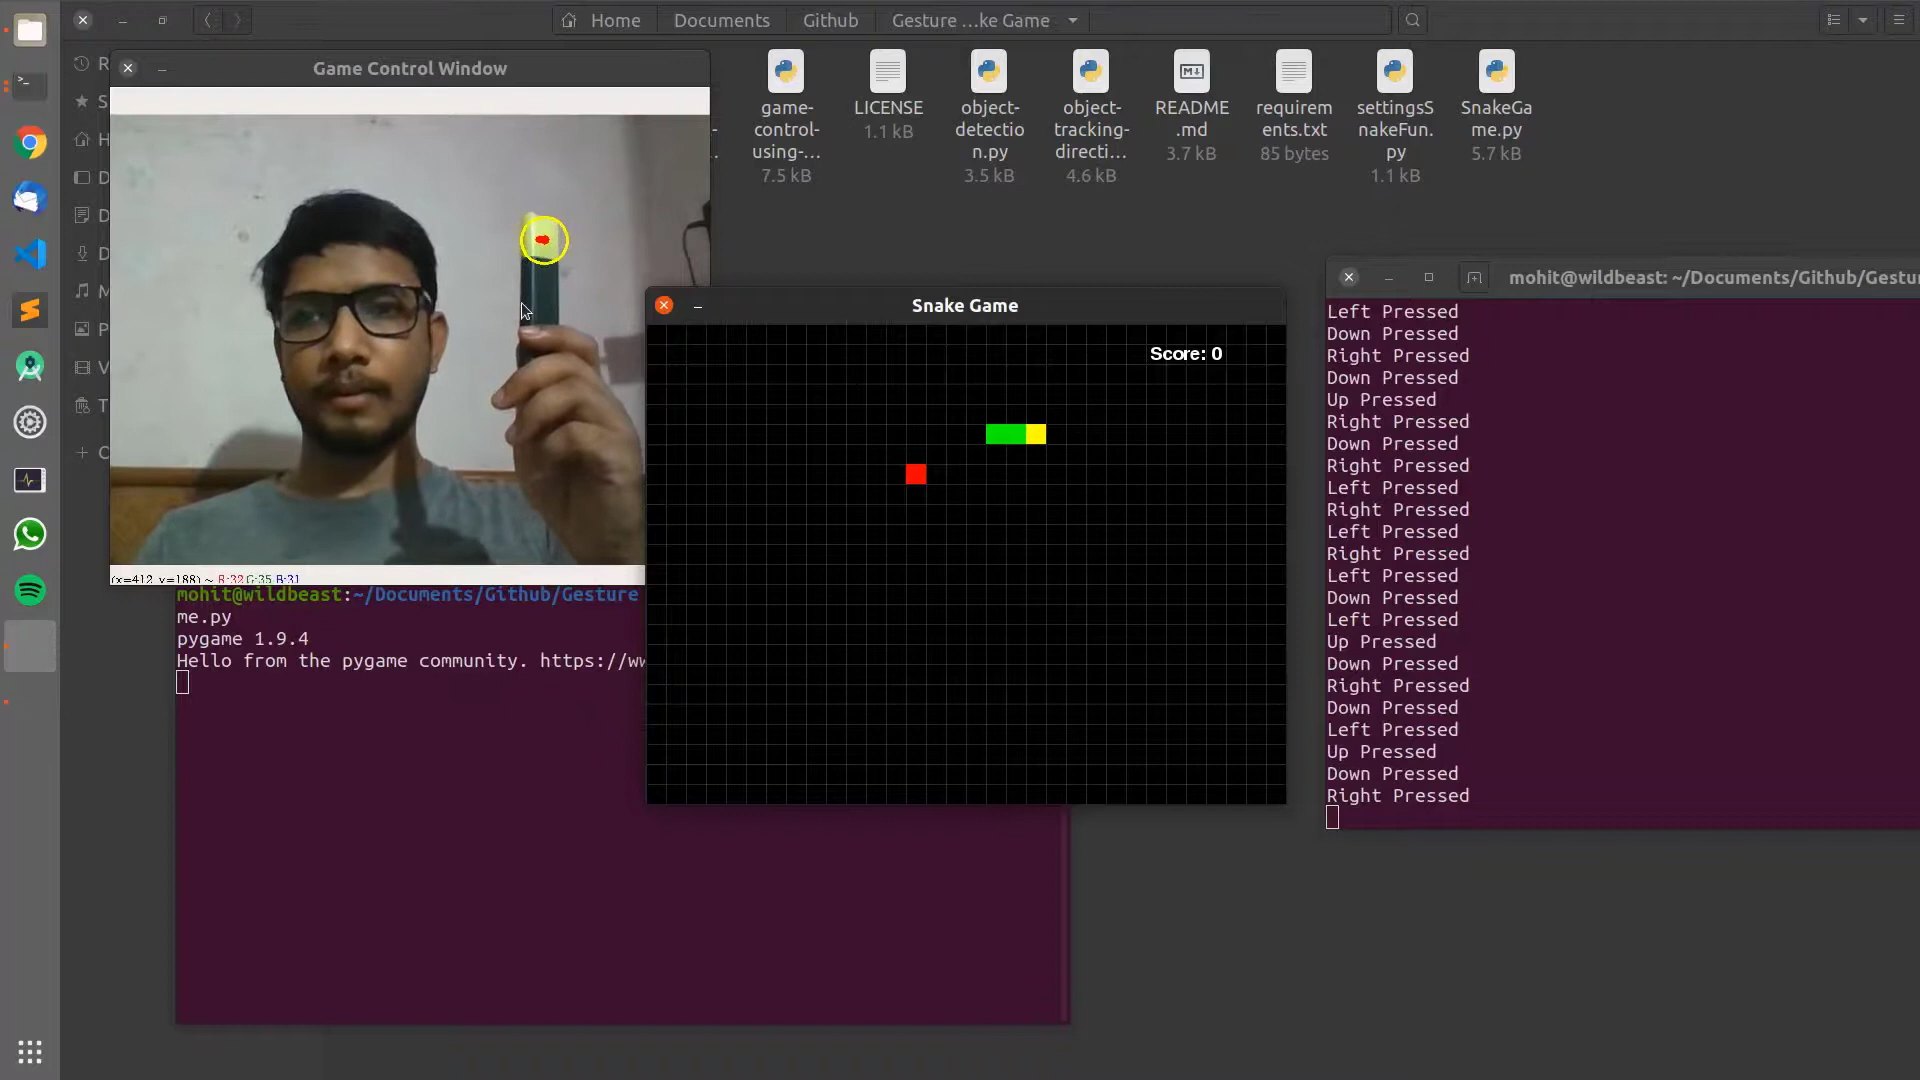 Home
Documents
Github
Gesture …ke Game
Game Control Window
R
S
H
D
D
D
M
P
V
T
C
game-
control-
using-…
7.5 kB
LICENSE
1.1 kB
object-
detectio
n.py
3.5 kB
object-
tracking-
directi…
4.6 kB
README
.md
3.7 kB
requirem
ents.txt
85 bytes
settingsS
nakeFun.
py
1.1 kB
SnakeGa
me.py
5.7 kB
(x=412, y=188) ~ R:32 G:35 B:31
mohit@wildbeast:~/Documents/Github/Gesture
me.py
pygame 1.9.4
Hello from the pygame community. https://ww
Snake Game
Score: 0
mohit@wildbeast: ~/Documents/Github/Gestur
Left Pressed
Down Pressed
Right Pressed
Down Pressed
Up Pressed
Right Pressed
Down Pressed
Right Pressed
Left Pressed
Right Pressed
Left Pressed
Right Pressed
Left Pressed
Down Pressed
Left Pressed
Up Pressed
Down Pressed
Right Pressed
Down Pressed
Left Pressed
Up Pressed
Down Pressed
Right Pressed